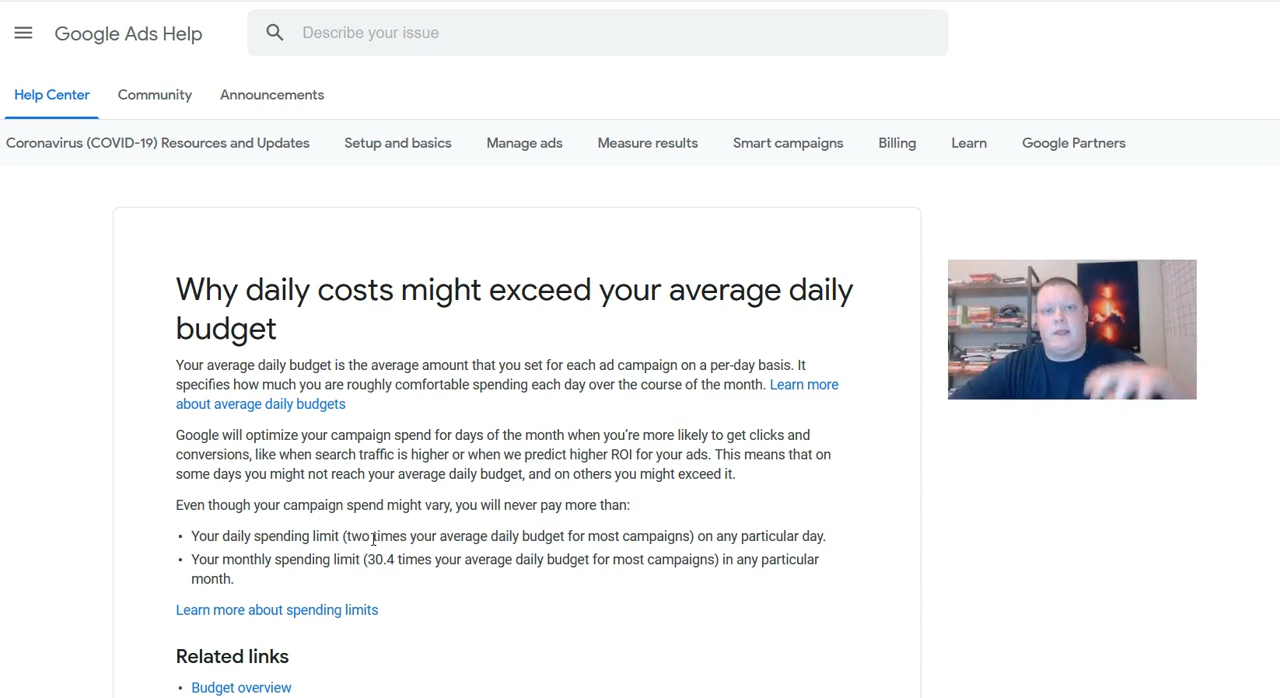 Google Ads Help
Describe your issue
Help Center
Community
Announcements
Coronavirus (COVID-19) Resources and Updates
Setup and basics
Manage ads
Measure results
Smart campaigns
Billing
Learn
Google Partners
Why daily costs might exceed your average daily
budget
Your average daily budget is the average amount that you set for each ad campaign on a per-day basis. It
specifies how much you are roughly comfortable spending each day over the course of the month. Learn more
about average daily budgets
Google will optimize your campaign spend for days of the month when you're more likely to get clicks and
conversions, like when search traffic is higher or when we predict higher ROI for your ads. This means that on
some days you might not reach your average daily budget, and on others you might exceed it.
Even though your campaign spend might vary, you will never pay more than:
• Your daily spending limit (two times your average daily budget for most campaigns) on any particular day.
• Your monthly spending limit (30.4 times your average daily budget for most campaigns) in any particular
month.
Learn more about spending limits
Related links
• Budget overview